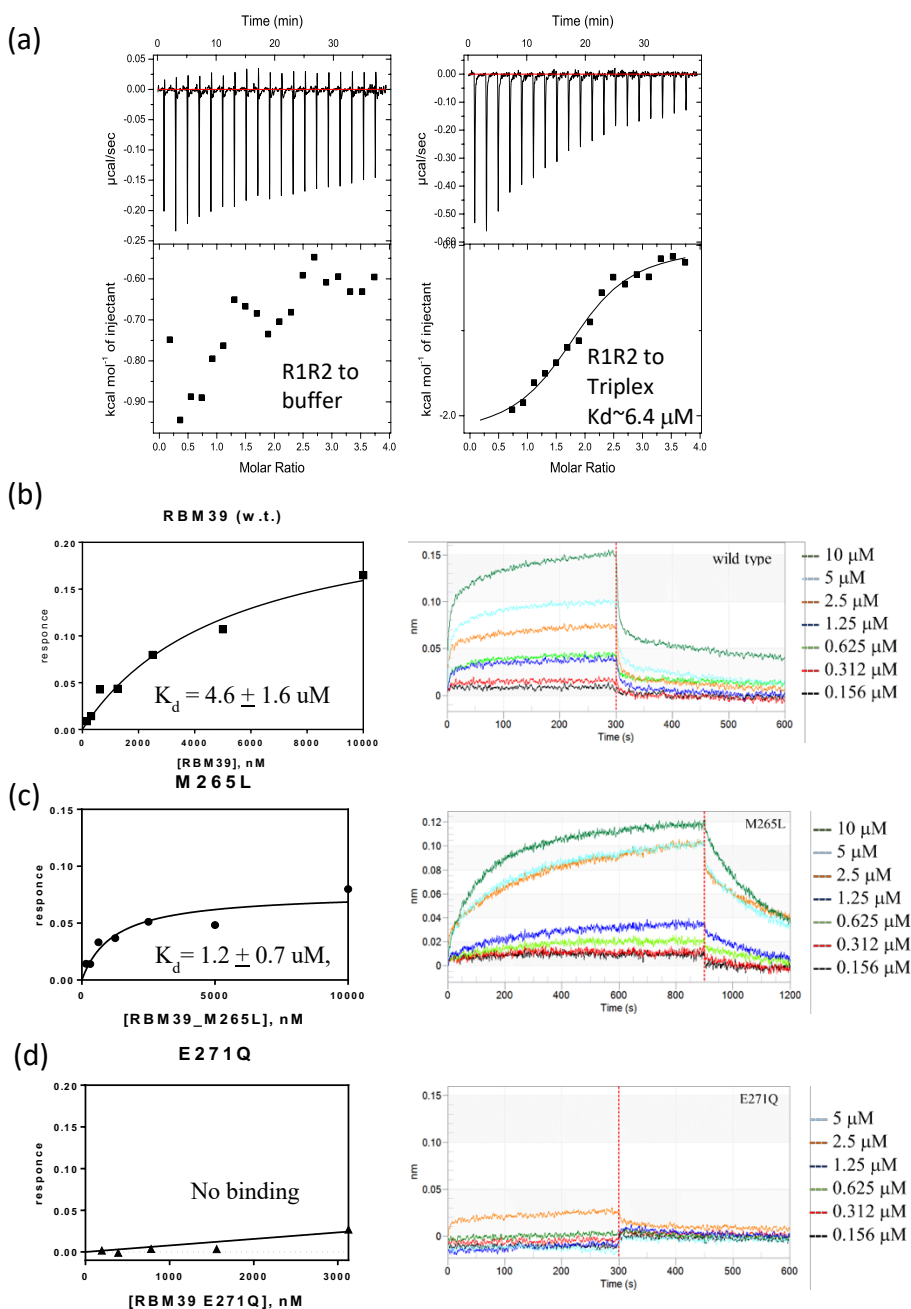 (a)
Time (min)
0 10 20 30
0.05
0.00
-0.05
-0.10
-0.15
-0.20
-0.25
µcal/sec
-0.60
-0.70
-0.80
-0.90
kcal mol-1 of injectant
R1R2 to
buffer
0.0 0.5 1.0 1.5 2.0 2.5 3.0 3.5 4.0
Molar Ratio
Time (min)
0 10 20 30
0.00
-0.10
-0.20
-0.30
-0.40
-0.50
-0.60
µcal/sec
0.0
-2.0
kcal mol-1 of injectant
R1R2 to
Triplex
Kd~6.4 µM
0.0 0.5 1.0 1.5 2.0 2.5 3.0 3.5 4.0
Molar Ratio
(b)
RBM39 (w.t.)
0.20
0.15
0.10
0.05
0.00
responce
Kd = 4.6 ± 1.6 uM
0 2000 4000 6000 8000 10000
[RBM39], nM
wild type
0.15
0.10
0.05
0
nm
0 100 200 300 400 500 600
Time (s)
10 µM
5 µM
2.5 µM
1.25 µM
0.625 µM
0.312 µM
0.156 µM
(c)
M265L
0.15
0.10
0.05
0.00
responce
Kd= 1.2 ± 0.7 uM,
0 5000 10000
[RBM39_M265L], nM
M265L
0.12
0.10
0.08
0.06
0.04
0.02
0
nm
0 200 400 600 800 1000 1200
Time (s)
10 µM
5 µM
2.5 µM
1.25 µM
0.625 µM
0.312 µM
0.156 µM
(d)
E271Q
0.20
0.15
0.10
0.05
0.00
responce
No binding
0 1000 2000 3000
[RBM39 E271Q], nM
E271Q
0.15
0.10
0.05
0
nm
0 100 200 300 400 500 600
Time (s)
5 µM
2.5 µM
1.25 µM
0.625 µM
0.312 µM
0.156 µM